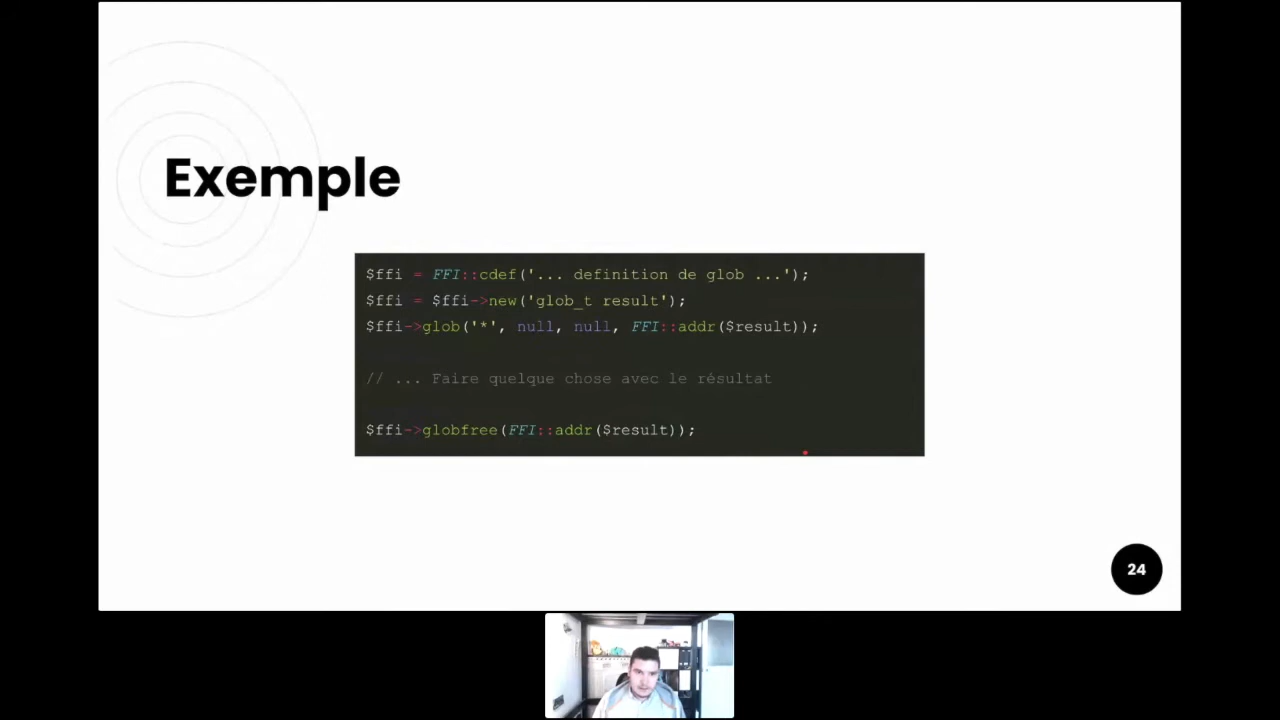 Exemple
$ffi = FFI::cdef('... definition de glob ...');
$ffi = $ffi->new('glob_t result');
$ffi->glob('*', null, null, FFI::addr($result));
// ... Faire quelque chose avec le résultat
$ffi->globfree(FFI::addr($result));
24